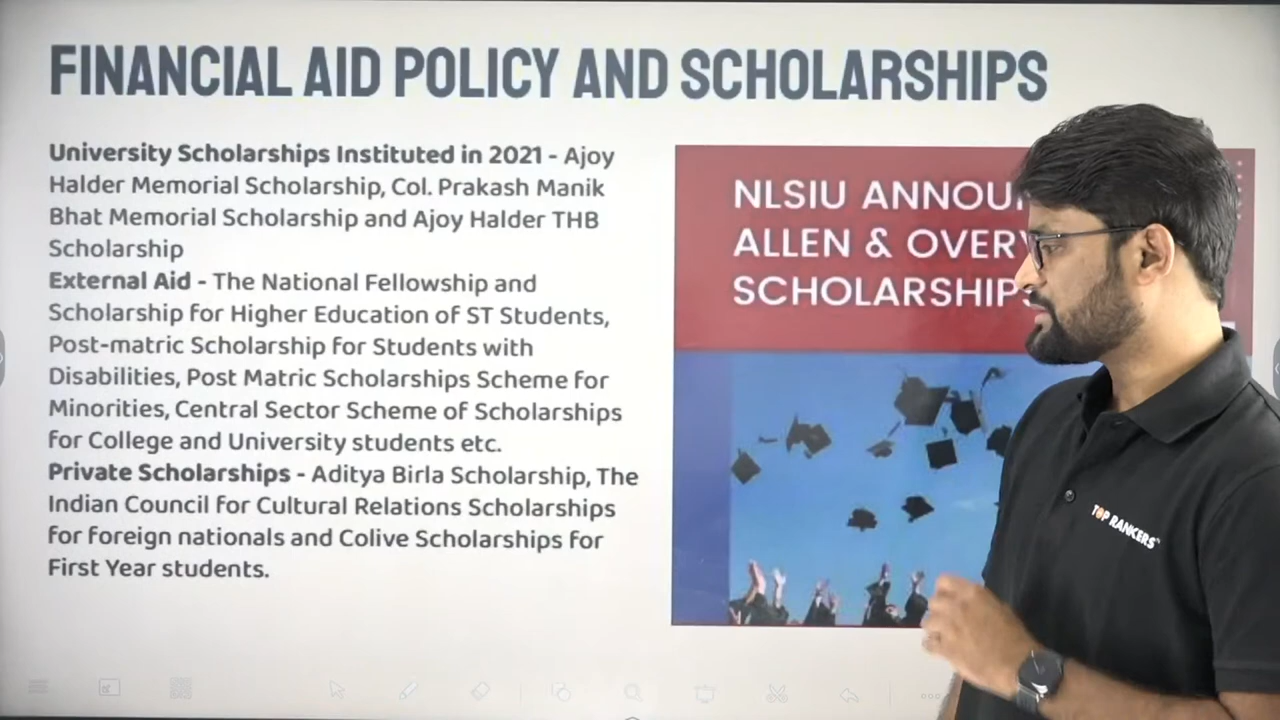 FINANCIAL AID POLICY AND SCHOLARSHIPS
University Scholarships Instituted in 2021 - Ajoy
Halder Memorial Scholarship, Col. Prakash Manik
Bhat Memorial Scholarship and Ajoy Halder THB
Scholarship
External Aid - The National Fellowship and
Scholarship for Higher Education of ST Students,
Post-matric Scholarship for Students with
Disabilities, Post Matric Scholarships Scheme for
Minorities, Central Sector Scheme of Scholarships
for College and University students etc.
Private Scholarships - Aditya Birla Scholarship, The
Indian Council for Cultural Relations Scholarships
for foreign nationals and Colive Scholarships for
First Year students.
NLSIU
ALLEN & OVERY
SCHOLARSHIPS
TOP RANKERS